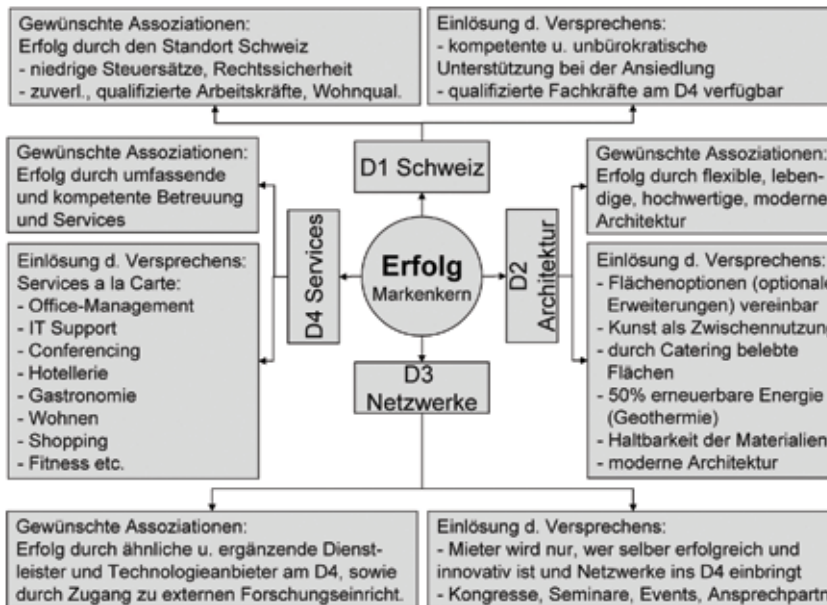 Gewünschte Assoziationen:
Erfolg durch den Standort Schweiz
- niedrige Steuersätze, Rechtssicherheit
- zuverl., qualifizierte Arbeitskräfte, Wohnqual.
Einlösung d. Versprechens:
- kompetente u. unbürokratische
Unterstützung bei der Ansiedlung
- qualifizierte Fachkräfte am D4 verfügbar
D1 Schweiz
Gewünschte Assoziationen:
Erfolg durch umfassende
und kompetente Betreuung
und Services
Einlösung d. Versprechens:
Services a la Carte:
- Office-Management
- IT Support
- Conferencing
- Hotellerie
- Gastronomie
- Wohnen
- Shopping
- Fitness etc.
D4 Services
Erfolg
Markenkern
D2
Architektur
Gewünschte Assoziationen:
Erfolg durch flexible, leben-
dige, hochwertige, moderne
Architektur
Einlösung d. Versprechens:
- Flächenoptionen (optionale
Erweiterungen) vereinbar
- Kunst als Zwischennutzung
- durch Catering belebte
Flächen
- 50% erneuerbare Energie
(Geothermie)
- Haltbarkeit der Materialien
- moderne Architektur
D3
Netzwerke
Gewünschte Assoziationen:
Erfolg durch ähnliche u. ergänzende Dienst-
leister und Technologieanbieter am D4, sowie
durch Zugang zu externen Forschungseinricht.
Einlösung d. Versprechens:
- Mieter wird nur, wer selber erfolgreich und
innovativ ist und Netzwerke ins D4 einbringt
- Kongresse, Seminare, Events,